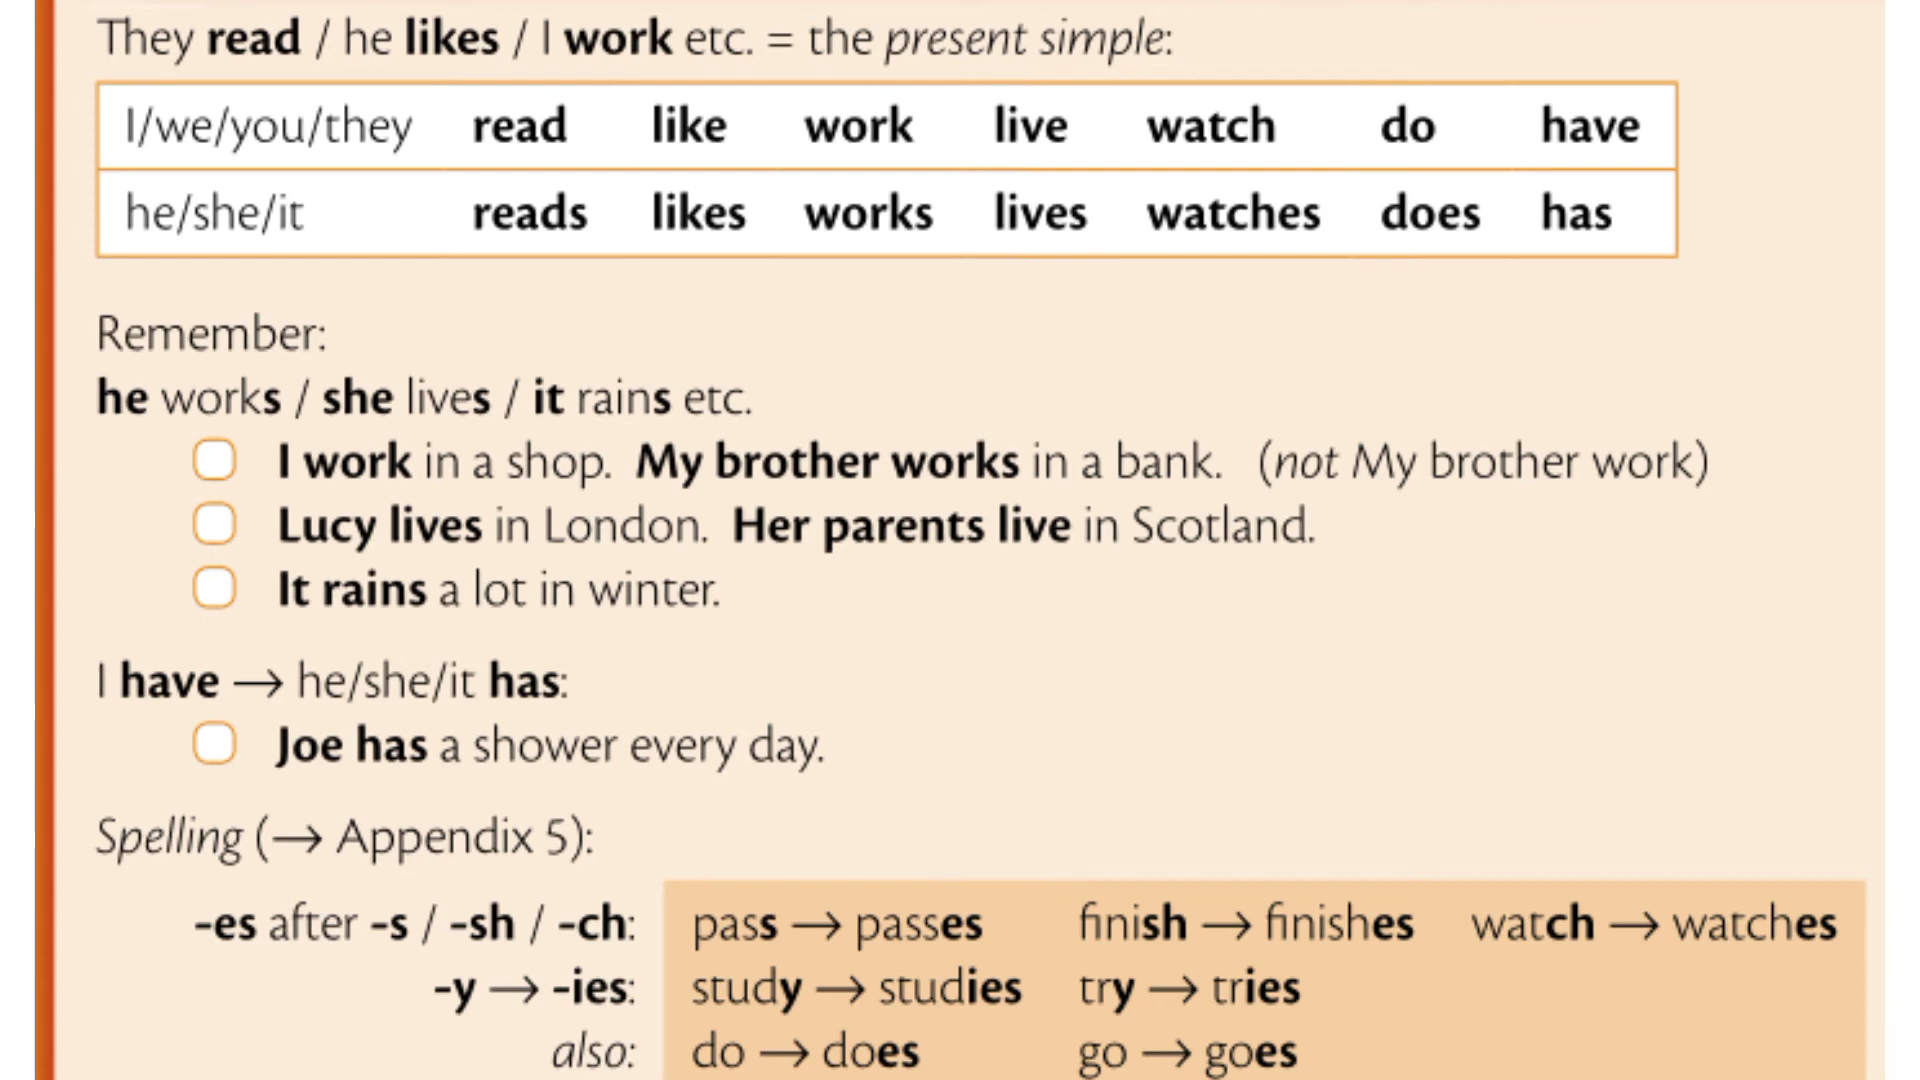 They read / he likes / I work etc. = the present simple:
I/we/you/they read like work live watch do have
he/she/it reads likes works lives watches does has
Remember:
he works / she lives / it rains etc.
I work in a shop. My brother works in a bank. (not My brother work)
Lucy lives in London. Her parents live in Scotland.
It rains a lot in winter.
I have → he/she/it has:
Joe has a shower every day.
Spelling (→ Appendix 5):
-es after -s / -sh / -ch: pass → passes finish → finishes watch → watches
-y → -ies: study → studies try → tries
also: do → does go → goes